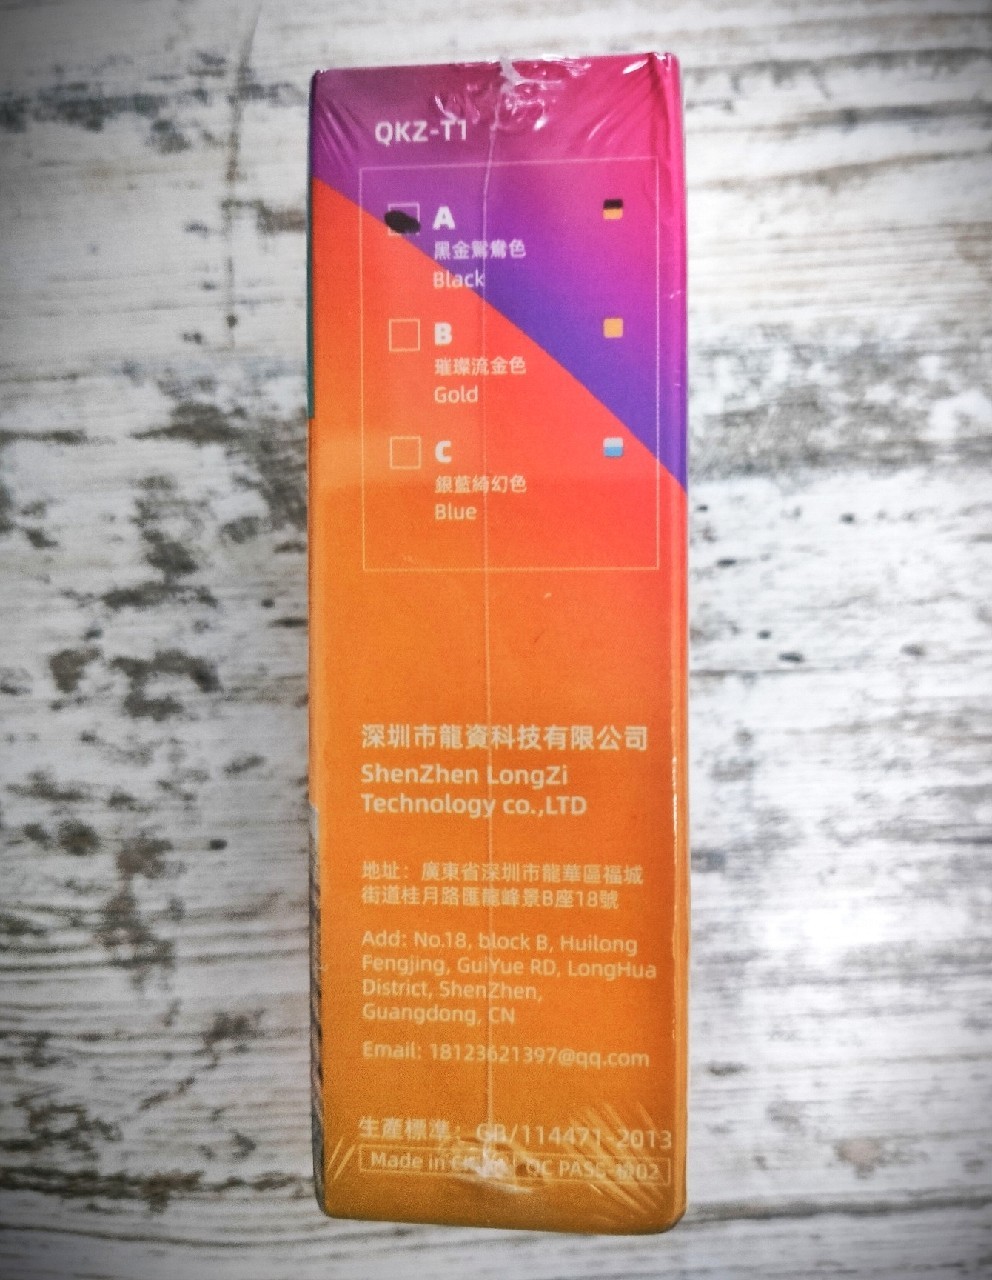 QKZ-T1
A
黑金鴛鴦色
Black
B
璀璨流金色
Gold
C
銀藍綺幻色
Blue
深圳市龍資科技有限公司
ShenZhen LongZi
Technology co.,LTD
地址：廣東省深圳市龍華區福城
街道桂月路匯龍峰景B座18號
Add: No.18, block B, Huilong
Fengjing, GuiYue RD, LongHua
District, ShenZhen,
Guangdong, CN
Email: 18123621397@qq.com
生產標準：GB/114471-2013
Made in QC PASS